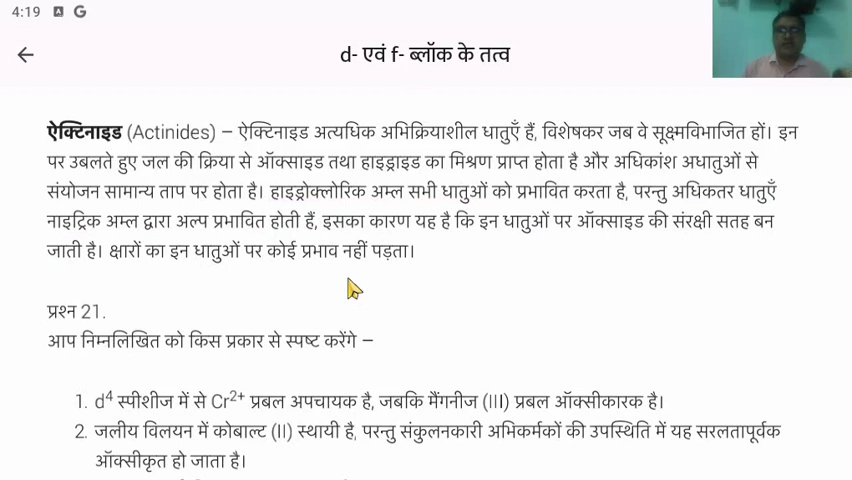 4:19 A G
d- एवं f- ब्लॉक के तत्व
ऐक्टिनाइड (Actinides) – ऐक्टिनाइड अत्यधिक अभिक्रियाशील धातुएँ हैं, विशेषकर जब वे सूक्ष्मविभाजित हों। इन
पर उबलते हुए जल की क्रिया से ऑक्साइड तथा हाइड्राइड का मिश्रण प्राप्त होता है और अधिकांश अधातुओं से
संयोजन सामान्य ताप पर होता है। हाइड्रोक्लोरिक अम्ल सभी धातुओं को प्रभावित करता है, परन्तु अधिकतर धातुएँ
नाइट्रिक अम्ल द्वारा अल्प प्रभावित होती हैं, इसका कारण यह है कि इन धातुओं पर ऑक्साइड की संरक्षी सतह बन
जाती है। क्षारों का इन धातुओं पर कोई प्रभाव नहीं पड़ता।
प्रश्न 21.
आप निम्नलिखित को किस प्रकार से स्पष्ट करेंगे –
1. d⁴ स्पीशीज में से Cr²⁺ प्रबल अपचायक है, जबकि मैंगनीज (III) प्रबल ऑक्सीकारक है।
2. जलीय विलयन में कोबाल्ट (II) स्थायी है, परन्तु संकुलनकारी अभिकर्मकों की उपस्थिति में यह सरलतापूर्वक
ऑक्सीकृत हो जाता है।